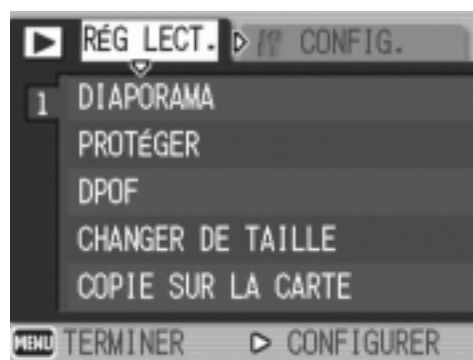 RÉG LECT. CONFIG.
1 DIAPORAMA
PROTÉGER
DPOF
CHANGER DE TAILLE
COPIE SUR LA CARTE
MENU TERMINER CONFIGURER